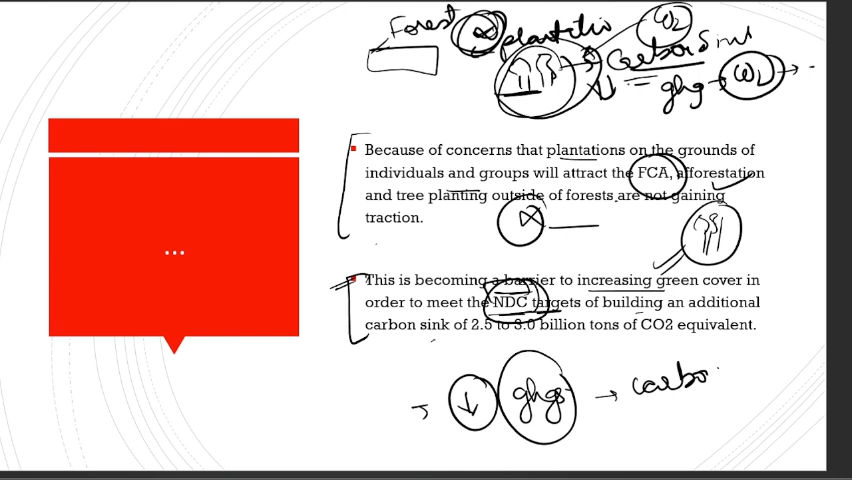 Forest
plantatio
CO2
Carbon Sink
ghg → CO2 →
Because of concerns that plantations on the grounds of
individuals and groups will attract the FCA, afforestation
and tree planting outside of forests are not gaining
traction.
...
This is becoming a barrier to increasing green cover in
order to meet the NDC targets of building an additional
carbon sink of 2.5 to 3.0 billion tons of CO2 equivalent.
↓ ghgs → carbo